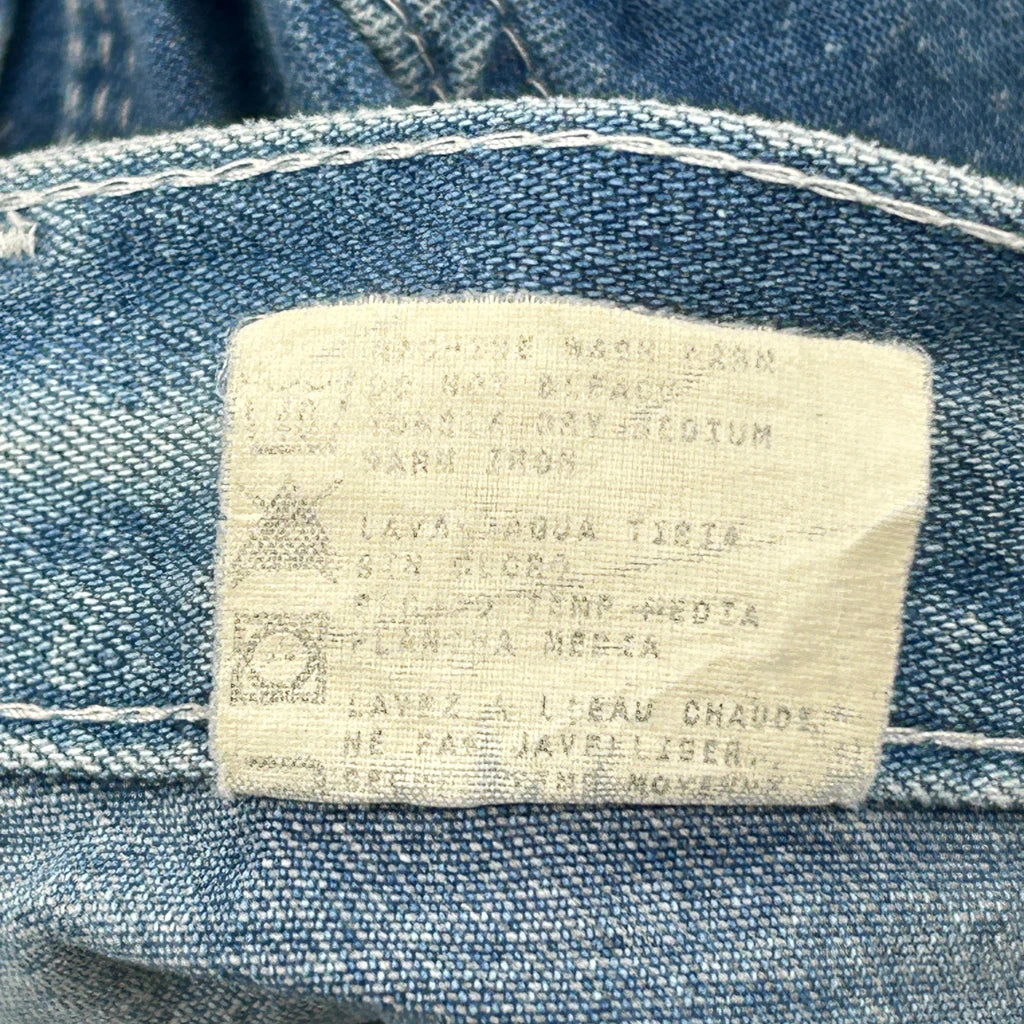 MACHINE WASH WARM
DO NOT BLEACH
TUMBLE DRY MEDIUM
WARM IRON
LAVAR AGUA TIBIA
SIN CLORO
TEMP MEDIA
PLANCHA MEDIA
LAVEZ A L'EAU CHAUDE,
NE PAS JAVELLISER.